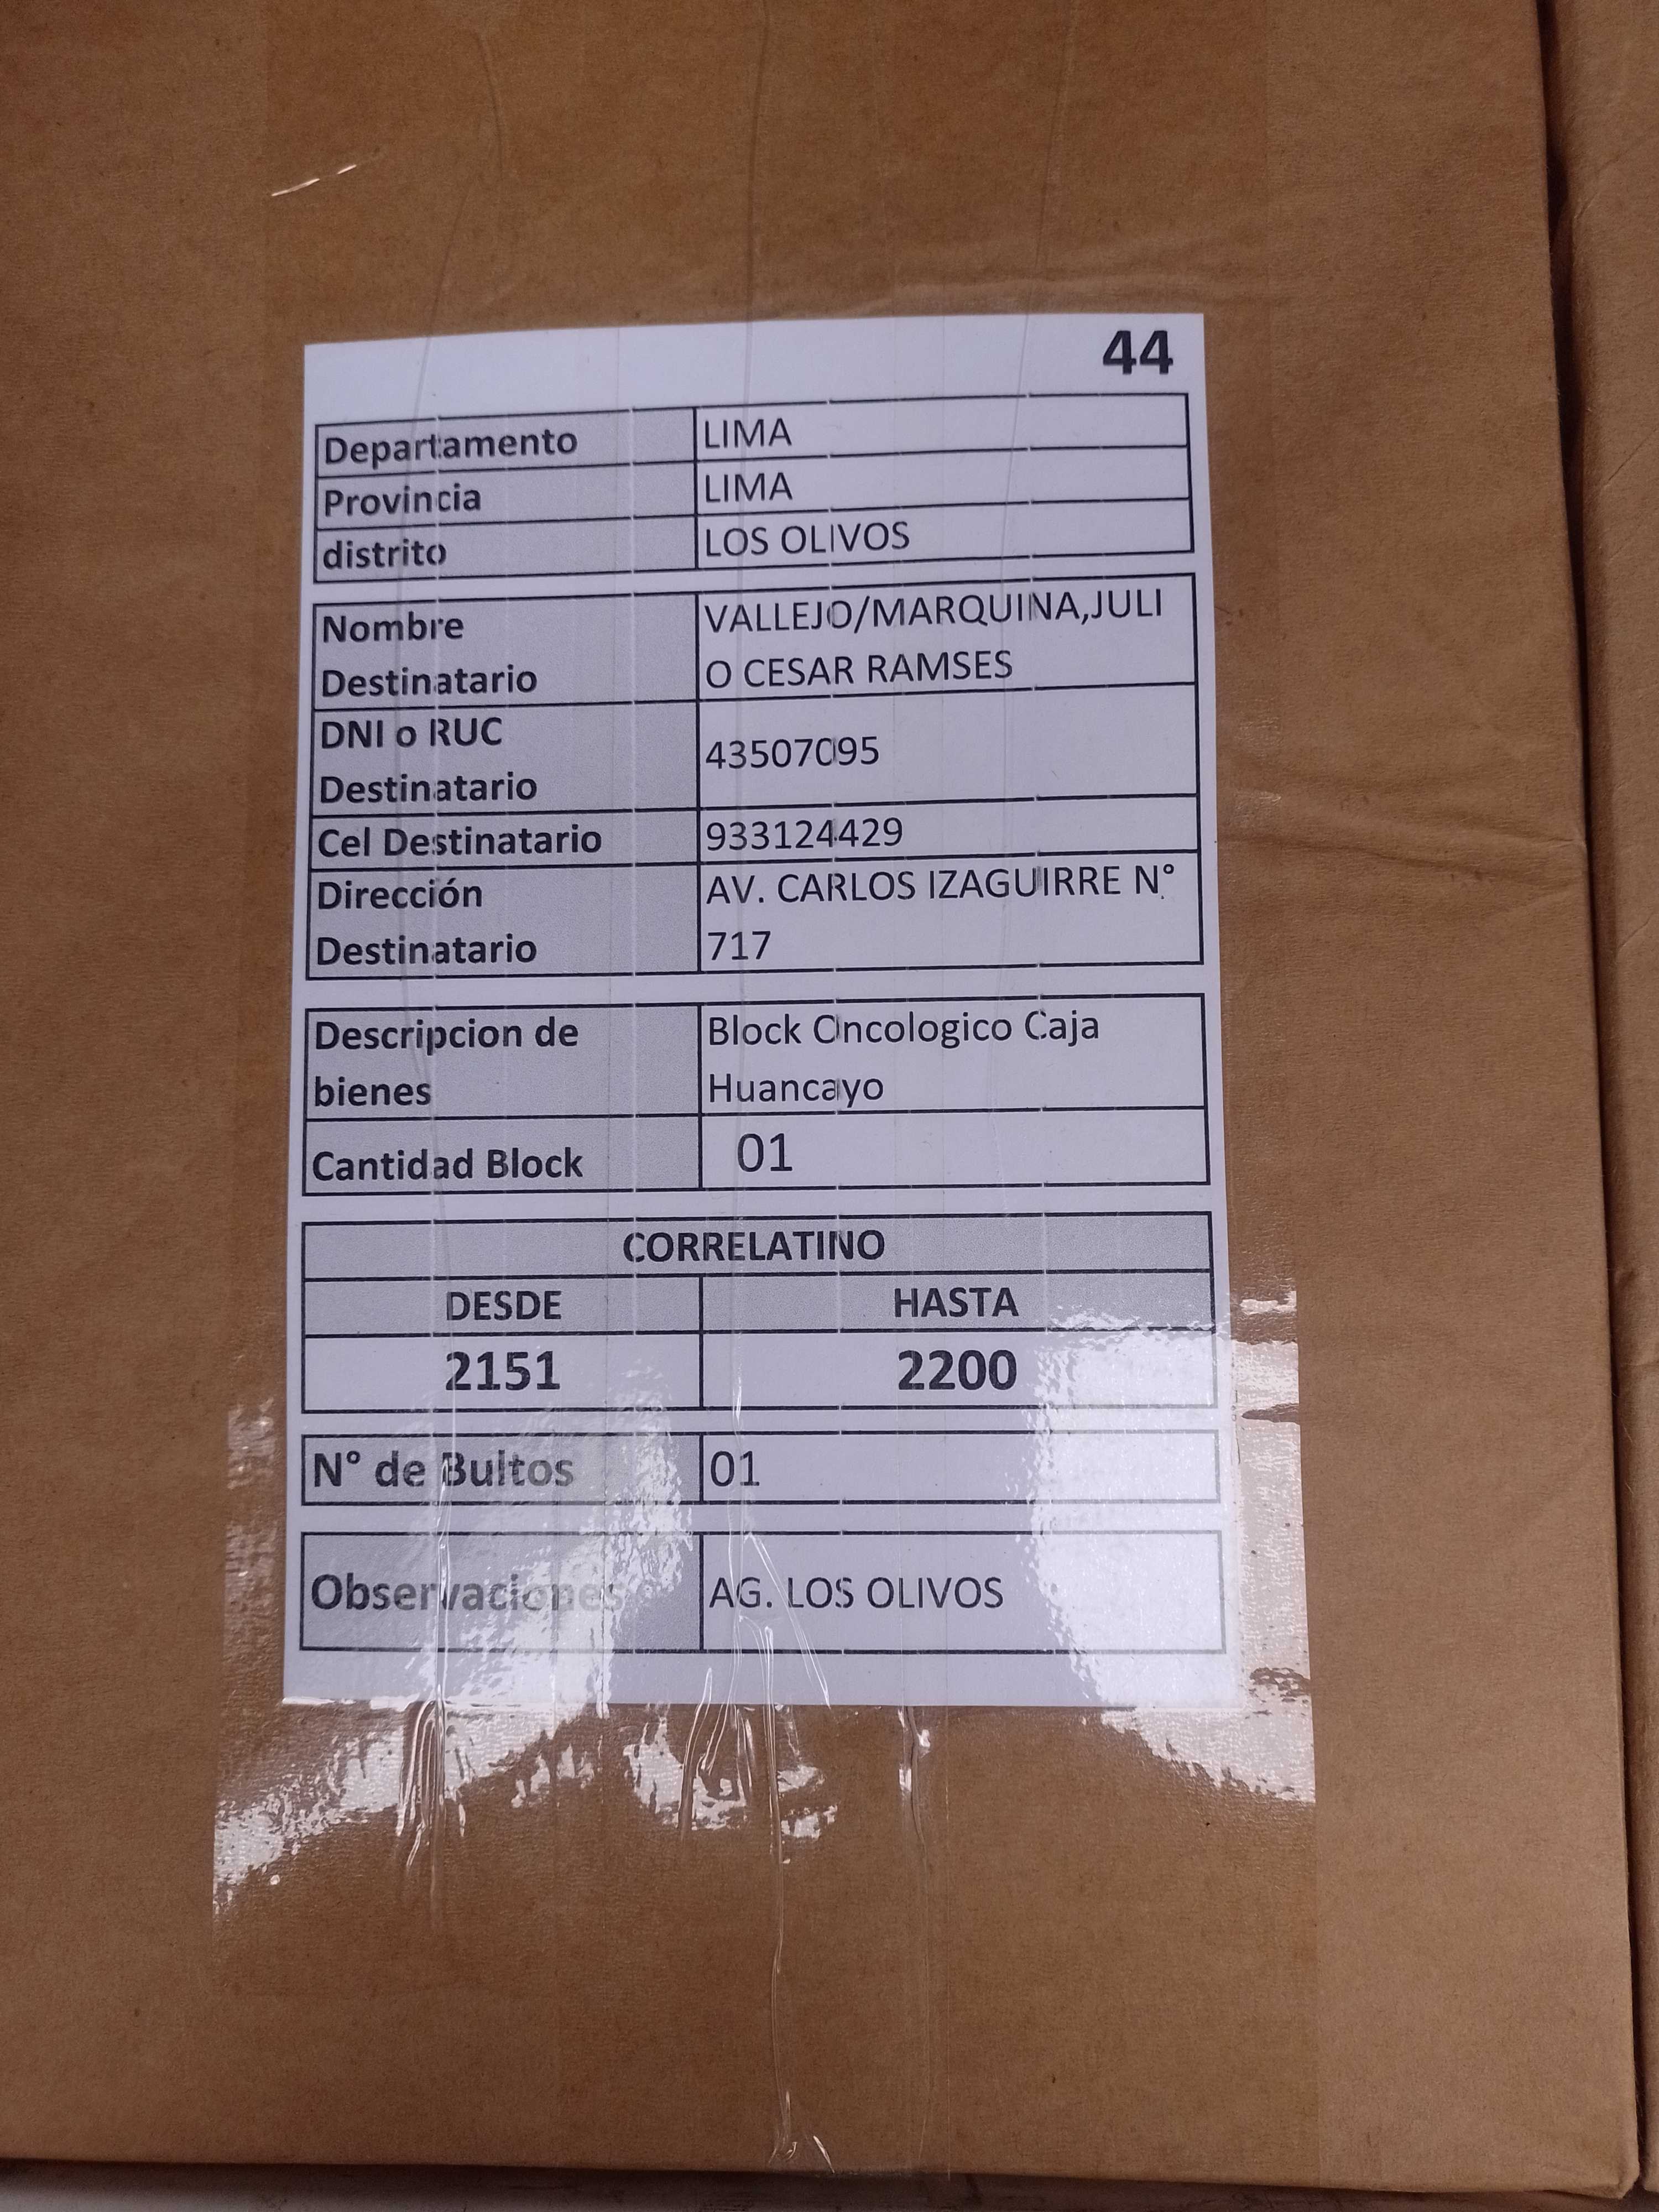 44
Departamento LIMA
Provincia LIMA
distrito LOS OLIVOS
Nombre VALLEJO/MARQUINA,JULI
Destinatario O CESAR RAMSES
DNI o RUC
Destinatario 43507095
Cel Destinatario 933124429
Dirección AV. CARLOS IZAGUIRRE N°
Destinatario 717
Descripcion de Block Oncologico Caja
bienes Huancayo
Cantidad Block 01
CORRELATINO
DESDE HASTA
2151 2200
N° de Bultos 01
Observaciones AG. LOS OLIVOS